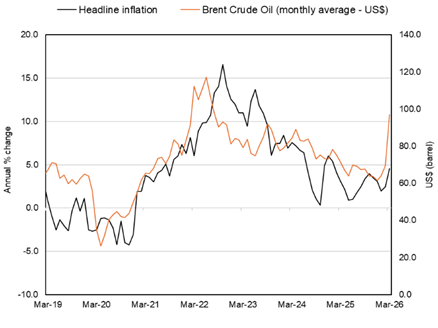 Headline inflation
Brent Crude Oil (monthly average - US$)
20.0
15.0
10.0
5.0
0.0
-5.0
-10.0
Annual % change
140.0
120.0
100.0
80.0
60.0
40.0
20.0
0.0
US$ (barrel)
Mar-19
Mar-20
Mar-21
Mar-22
Mar-23
Mar-24
Mar-25
Mar-26